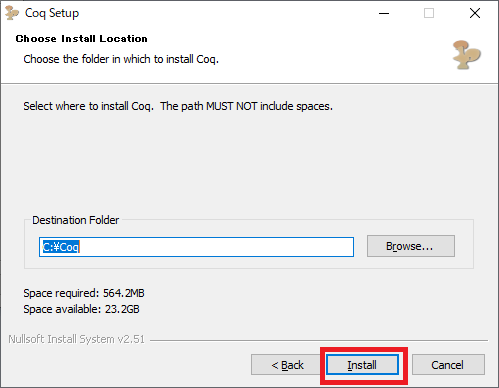 Coq Setup
Choose Install Location
Choose the folder in which to install Coq.
Select where to install Coq.  The path MUST NOT include spaces.
Destination Folder
C:¥Coq
Browse...
Space required: 564.2MB
Space available: 23.2GB
Nullsoft Install System v2.51
< Back
Install
Cancel